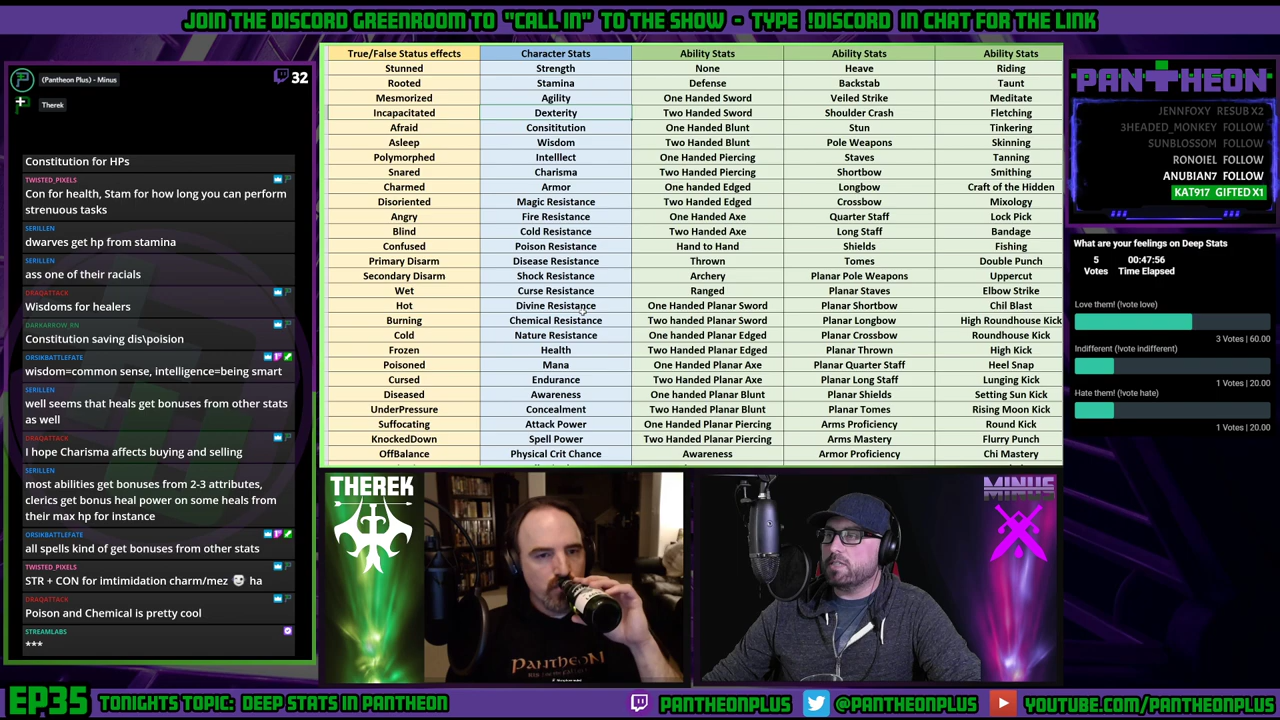 JOIN THE DISCORD GREENROOM TO "CALL IN" TO THE SHOW - TYPE !DISCORD IN CHAT FOR THE LINK
(Pantheon Plus) - Minus
32
Therek
Constitution for HPs
TWISTED_PIXELS
Con for health, Stam for how long you can perform
strenuous tasks
SERILLEN
dwarves get hp from stamina
SERILLEN
ass one of their racials
DRAQATTACK
Wisdoms for healers
DARKARROW_RN
Constitution saving dis\poision
ORSIKBATTLEFATE
wisdom=common sense, intelligence=being smart
SERILLEN
well seems that heals get bonuses from other stats
as well
DRAQATTACK
I hope Charisma affects buying and selling
SERILLEN
most abilities get bonuses from 2-3 attributes,
clerics get bonus heal power on some heals from
their max hp for instance
ORSIKBATTLEFATE
all spells kind of get bonuses from other stats
TWISTED_PIXELS
STR + CON for imtimidation charm/mez ha
DRAQATTACK
Poison and Chemical is pretty cool
STREAMLABS
***
True/False Status effects Character Stats Ability Stats Ability Stats Ability Stats
Stunned Strength None Heave Riding
Rooted Stamina Defense Backstab Taunt
Mesmorized Agility One Handed Sword Veiled Strike Meditate
Incapacitated Dexterity Two Handed Sword Shoulder Crash Fletching
Afraid Consititution One Handed Blunt Stun Tinkering
Asleep Wisdom Two Handed Blunt Pole Weapons Skinning
Polymorphed Intelllect One Handed Piercing Staves Tanning
Snared Charisma Two Handed Piercing Shortbow Smithing
Charmed Armor One handed Edged Longbow Craft of the Hidden
Disoriented Magic Resistance Two Handed Edged Crossbow Mixology
Angry Fire Resistance One Handed Axe Quarter Staff Lock Pick
Blind Cold Resistance Two Handed Axe Long Staff Bandage
Confused Poison Resistance Hand to Hand Shields Fishing
Primary Disarm Disease Resistance Thrown Tomes Double Punch
Secondary Disarm Shock Resistance Archery Planar Pole Weapons Uppercut
Wet Curse Resistance Ranged Planar Staves Elbow Strike
Hot Divine Resistance One Handed Planar Sword Planar Shortbow Chil Blast
Burning Chemical Resistance Two handed Planar Sword Planar Longbow High Roundhouse Kick
Cold Nature Resistance One handed Planar Edged Planar Crossbow Roundhouse Kick
Frozen Health Two Handed Planar Edged Planar Thrown High Kick
Poisoned Mana One Handed Planar Axe Planar Quarter Staff Heel Snap
Cursed Endurance Two Handed Planar Axe Planar Long Staff Lunging Kick
Diseased Awareness One handed Planar Blunt Planar Shields Setting Sun Kick
UnderPressure Concealment Two Handed Planar Blunt Planar Tomes Rising Moon Kick
Suffocating Attack Power One Handed Planar Piercing Arms Proficiency Round Kick
KnockedDown Spell Power Two Handed Planar Piercing Arms Mastery Flurry Punch
OffBalance Physical Crit Chance Awareness Armor Proficiency Chi Mastery
PANTHEON
JENNFOXY RESUB X2
3HEADED_MONKEY FOLLOW
SUNBLOSSOM FOLLOW
RONOIEL FOLLOW
ANUBIAN7 FOLLOW
KAT917 GIFTED X1
What are your feelings on Deep Stats
5 00:47:56
Votes Time Elapsed
Love them! (!vote love)
3 Votes | 60.00
Indifferent (!vote indifferent)
1 Votes | 20.00
Hate them! (!vote hate)
1 Votes | 20.00
THEREK
PANTHEON
MINUS
EP35 TONIGHTS TOPIC: DEEP STATS IN PANTHEON
PANTHEONPLUS
@PANTHEONPLUS
YOUTUBE.COM/PANTHEONPLUS